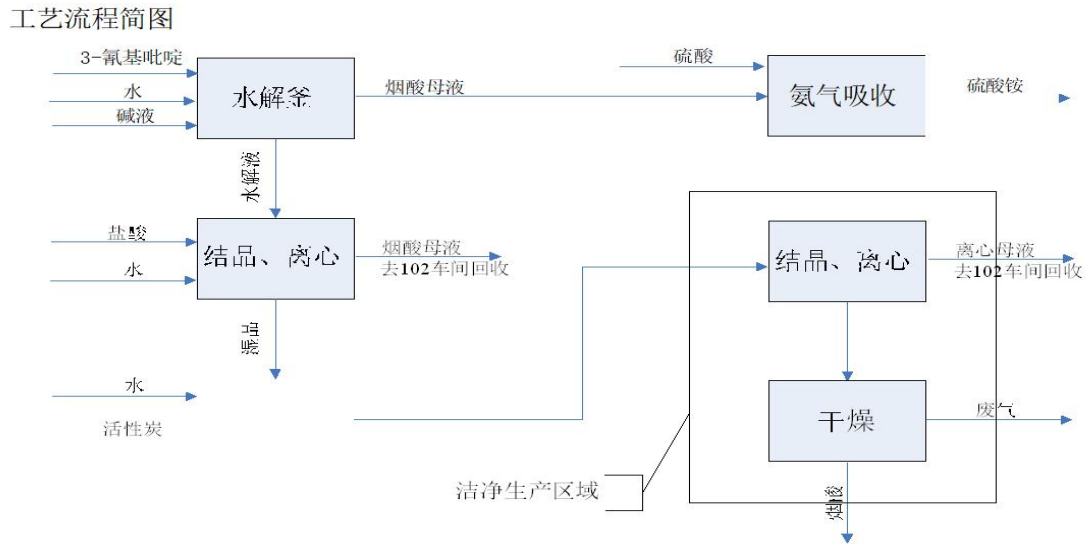 工艺流程简图
3-氰基吡啶
水
碱液
水解釜
烟酸母液
硫酸
氨气吸收
硫酸铵
水解液
盐酸
水
结晶、离心
烟酸母液
去102车间回收
结晶、离心
离心母液
去102车间回收
湿品
水
活性炭
干燥
废气
洁净生产区域
烟酸